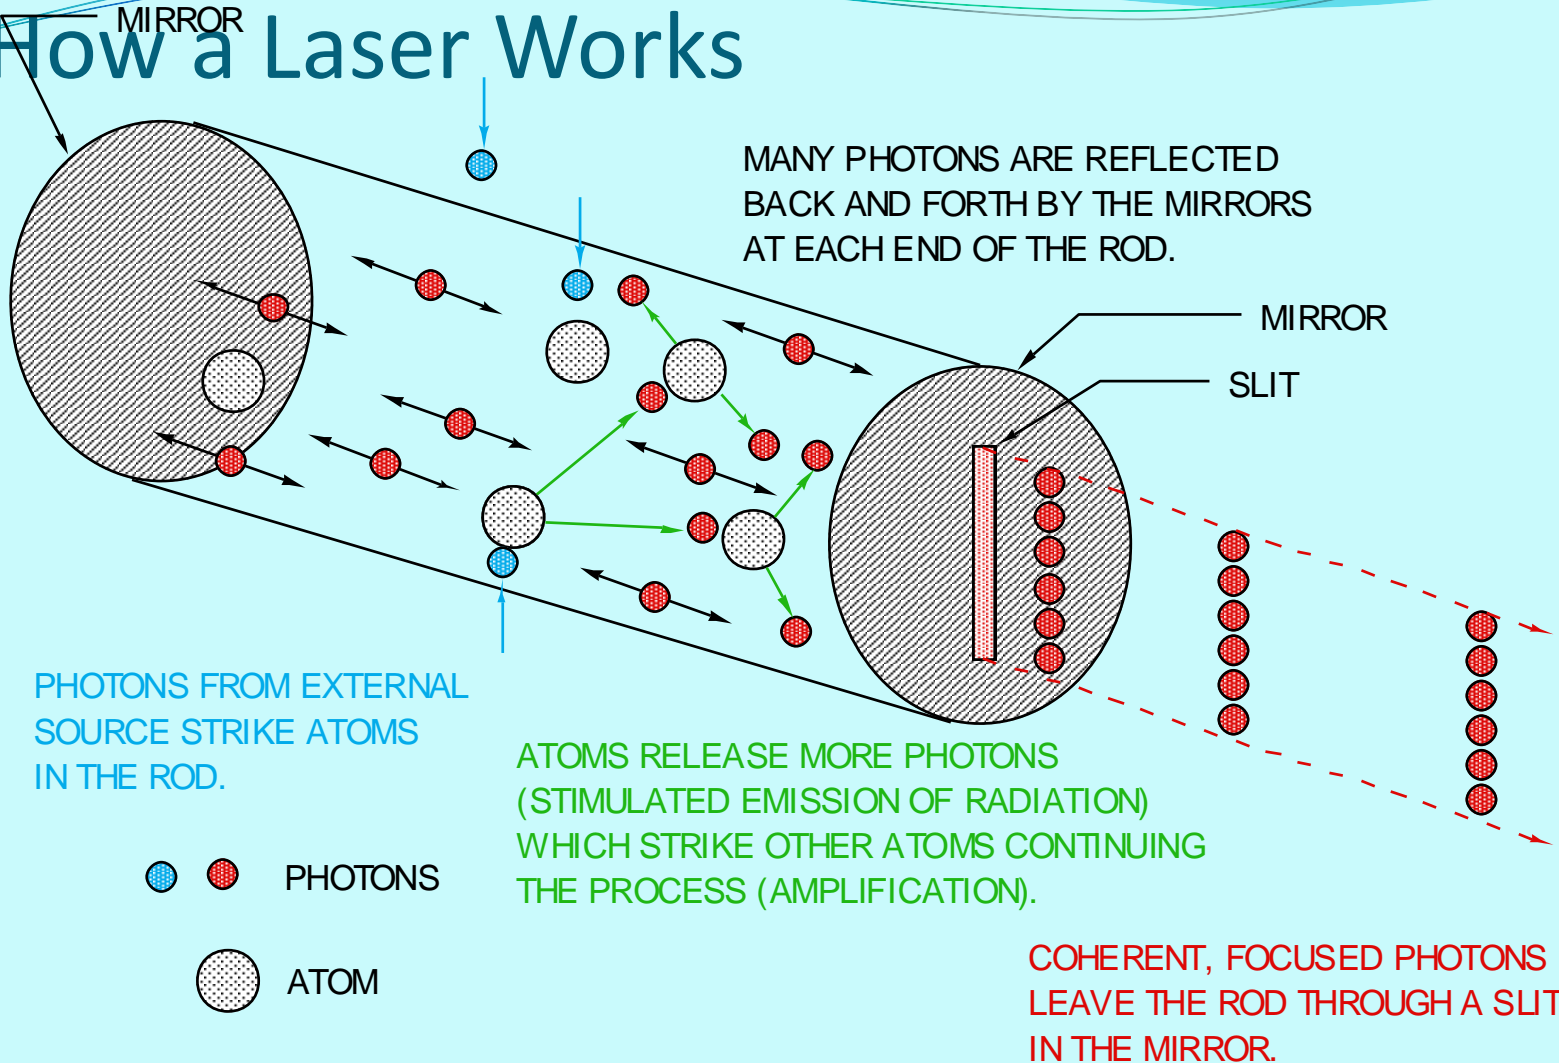 How a Laser Works
MIRROR
MANY PHOTONS ARE REFLECTED
BACK AND FORTH BY THE MIRRORS
AT EACH END OF THE ROD.
MIRROR
SLIT
PHOTONS FROM EXTERNAL
SOURCE STRIKE ATOMS
IN THE ROD.
ATOMS RELEASE MORE PHOTONS
(STIMULATED EMISSION OF RADIATION)
WHICH STRIKE OTHER ATOMS CONTINUING
THE PROCESS (AMPLIFICATION).
PHOTONS
ATOM
COHERENT, FOCUSED PHOTONS
LEAVE THE ROD THROUGH A SLIT
IN THE MIRROR.